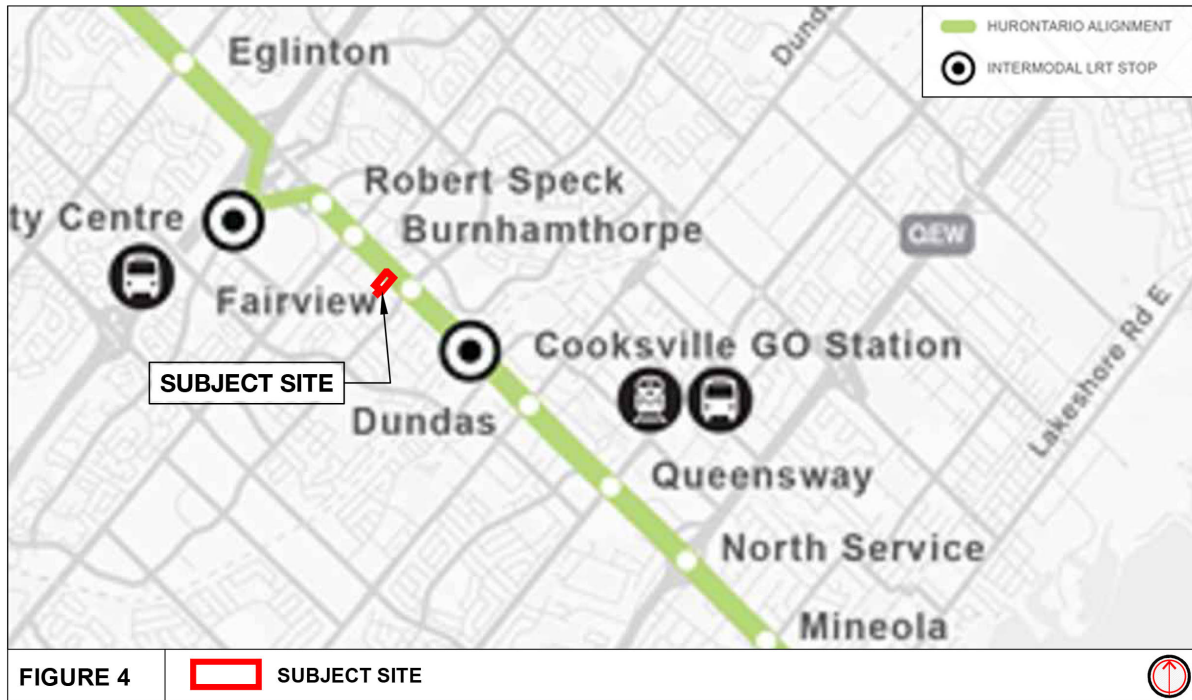 HURONTARIO ALIGNMENT
INTERMODAL LRT STOP
Eglinton
Robert Speck
ty Centre
Burnhamthorpe
QEW
Fairview
Cooksville GO Station
SUBJECT SITE
Dundas
Lakeshore Rd E
Queensway
North Service
Mineola
FIGURE 4
SUBJECT SITE